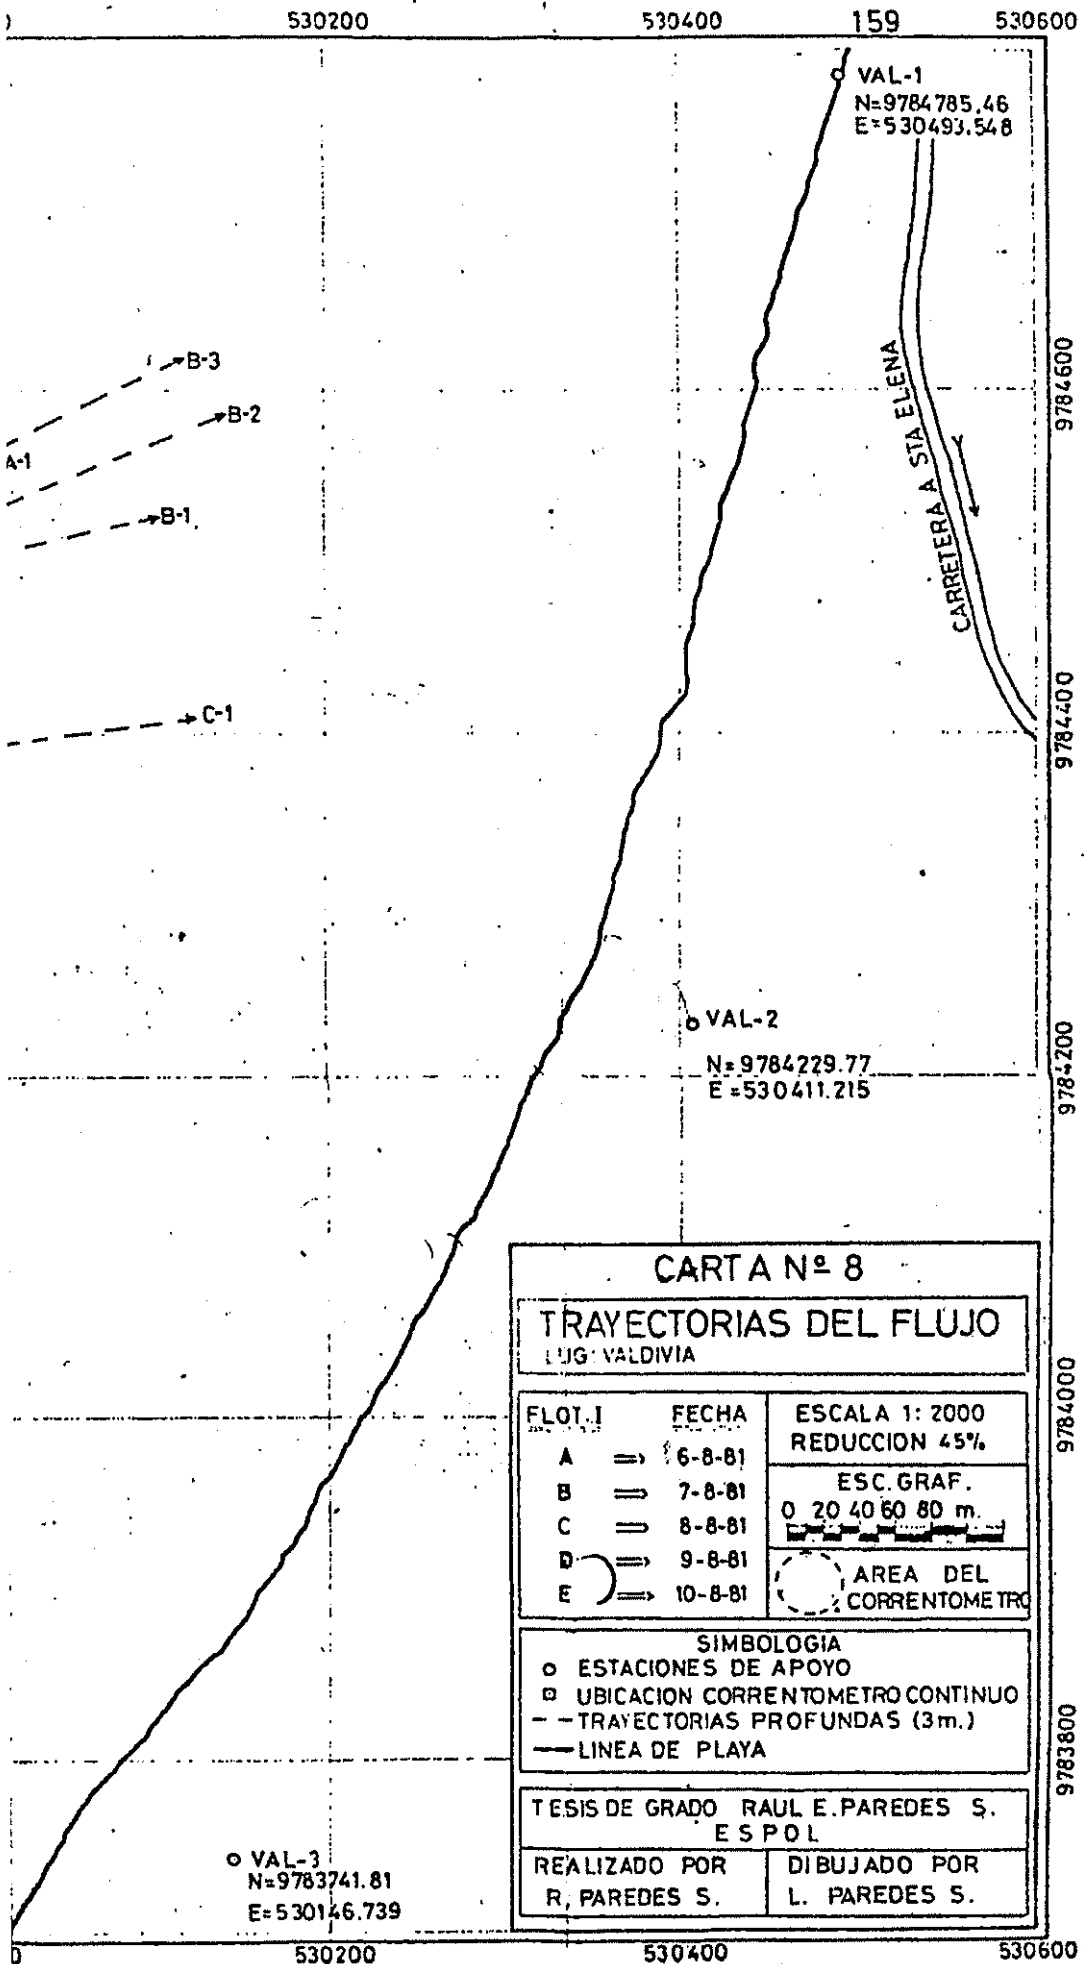 530200
530400
159
530600
VAL-1
N=9784785.46
E=530493.548
B-3
B-2
A-1
B-1
C-1
CARRETERA A STA ELENA
9784600
9784400
VAL-2
N=9784229.77
E=530411.215
9784200
CARTA Nº 8
TRAYECTORIAS DEL FLUJO
LUG: VALDIVIA
FLOT.I FECHA
A ⇒ 6-8-81
B ⇒ 7-8-81
C ⇒ 8-8-81
D ⇒ 9-8-81
E ⇒ 10-8-81
ESCALA 1: 2000
REDUCCION 45%
ESC. GRAF.
0 20 40 60 80 m.
AREA DEL
CORRENTOMETRO
9784000
SIMBOLOGIA
ESTACIONES DE APOYO
UBICACION CORRENTOMETRO CONTINUO
TRAYECTORIAS PROFUNDAS (3m.)
LINEA DE PLAYA
9783800
TESIS DE GRADO RAUL E. PAREDES S.
ESPOL
REALIZADO POR
R. PAREDES S.
DIBUJADO POR
L. PAREDES S.
VAL-3
N=9783741.81
E=530146.739
0
530200
530400
530600